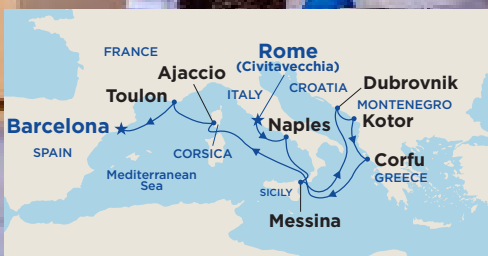 FRANCE
Rome
(Civitavecchia)
Ajaccio
Toulon
ITALY
CROATIA
Dubrovnik
MONTENEGRO
Kotor
Barcelona
Naples
SPAIN
CORSICA
Corfu
GREECE
Mediterranean
Sea
SICILY
Messina